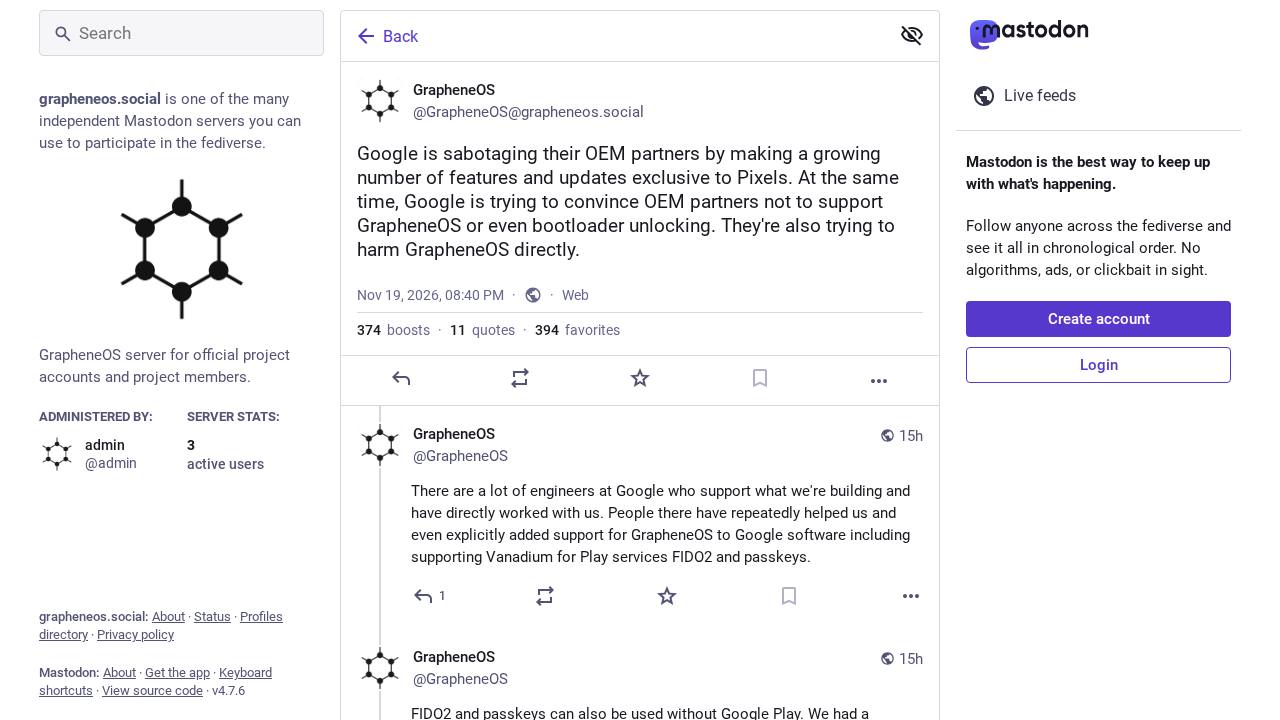 Search
grapheneos.social is one of the many
independent Mastodon servers you can
use to participate in the fediverse.
GrapheneOS server for official project
accounts and project members.
ADMINISTERED BY:
admin
@admin
SERVER STATS:
3
active users
grapheneos.social: About · Status · Profiles
directory · Privacy policy
Mastodon: About · Get the app · Keyboard
shortcuts · View source code · v4.7.6
Back
GrapheneOS
@GrapheneOS@grapheneos.social
Google is sabotaging their OEM partners by making a growing
number of features and updates exclusive to Pixels. At the same
time, Google is trying to convince OEM partners not to support
GrapheneOS or even bootloader unlocking. They're also trying to
harm GrapheneOS directly.
Nov 19, 2026, 08:40 PM · · Web
374 boosts · 11 quotes · 394 favorites
GrapheneOS
15h
@GrapheneOS
There are a lot of engineers at Google who support what we're building and
have directly worked with us. People there have repeatedly helped us and
even explicitly added support for GrapheneOS to Google software including
supporting Vanadium for Play services FIDO2 and passkeys.
1
GrapheneOS
15h
@GrapheneOS
FIDO2 and passkeys can also be used without Google Play. We had a
mastodon
Live feeds
Mastodon is the best way to keep up
with what's happening.
Follow anyone across the fediverse and
see it all in chronological order. No
algorithms, ads, or clickbait in sight.
Create account
Login